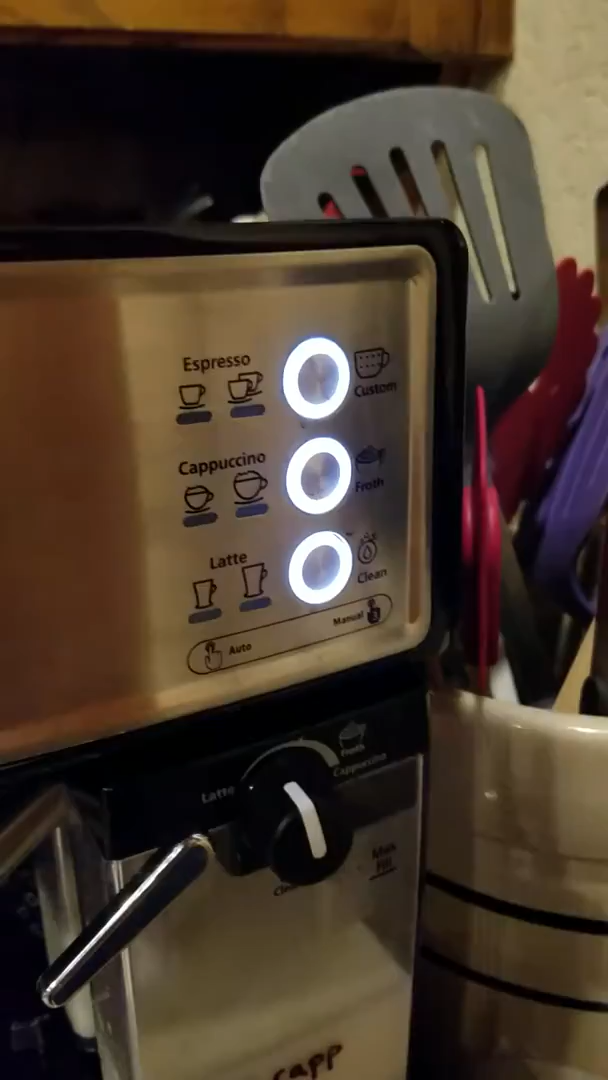 Espresso
Custom
Cappuccino
Froth
Latte
Clean
Manual
Auto
Froth
Cappuccino
Latte
Max
Fill
capp